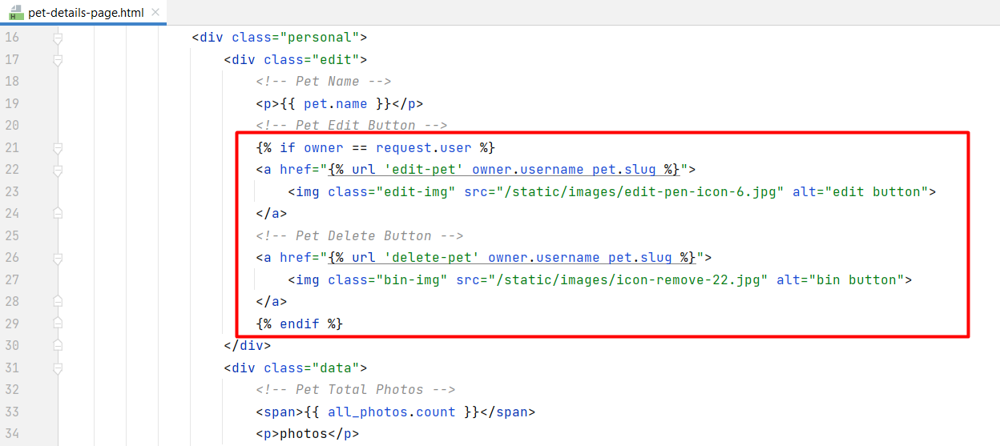 pet-details-page.html
16 <div class="personal">
17 <div class="edit">
18 <!-- Pet Name -->
19 <p>{{ pet.name }}</p>
20 <!-- Pet Edit Button -->
21 {% if owner == request.user %}
22 <a href="{% url 'edit-pet' owner.username pet.slug %}">
23 <img class="edit-img" src="/static/images/edit-pen-icon-6.jpg" alt="edit button">
24 </a>
25 <!-- Pet Delete Button -->
26 <a href="{% url 'delete-pet' owner.username pet.slug %}">
27 <img class="bin-img" src="/static/images/icon-remove-22.jpg" alt="bin button">
28 </a>
29 {% endif %}
30 </div>
31 <div class="data">
32 <!-- Pet Total Photos -->
33 <span>{{ all_photos.count }}</span>
34 <p>photos</p>